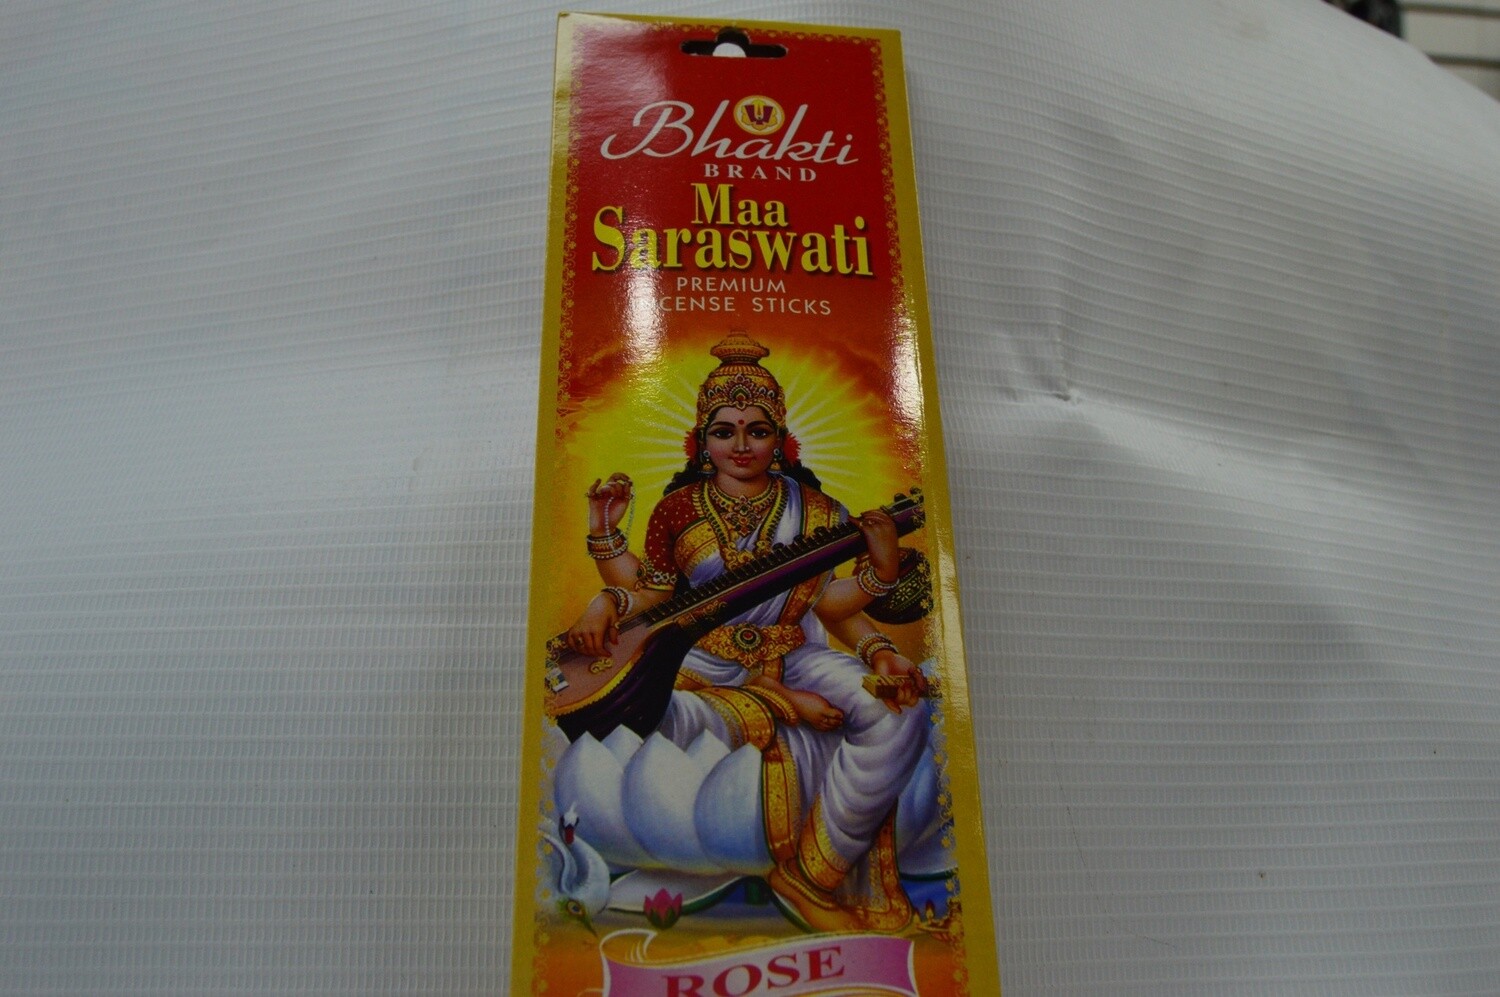 Bhakti
BRAND
Maa
Saraswati
PREMIUM
INCENSE STICKS
ROSE